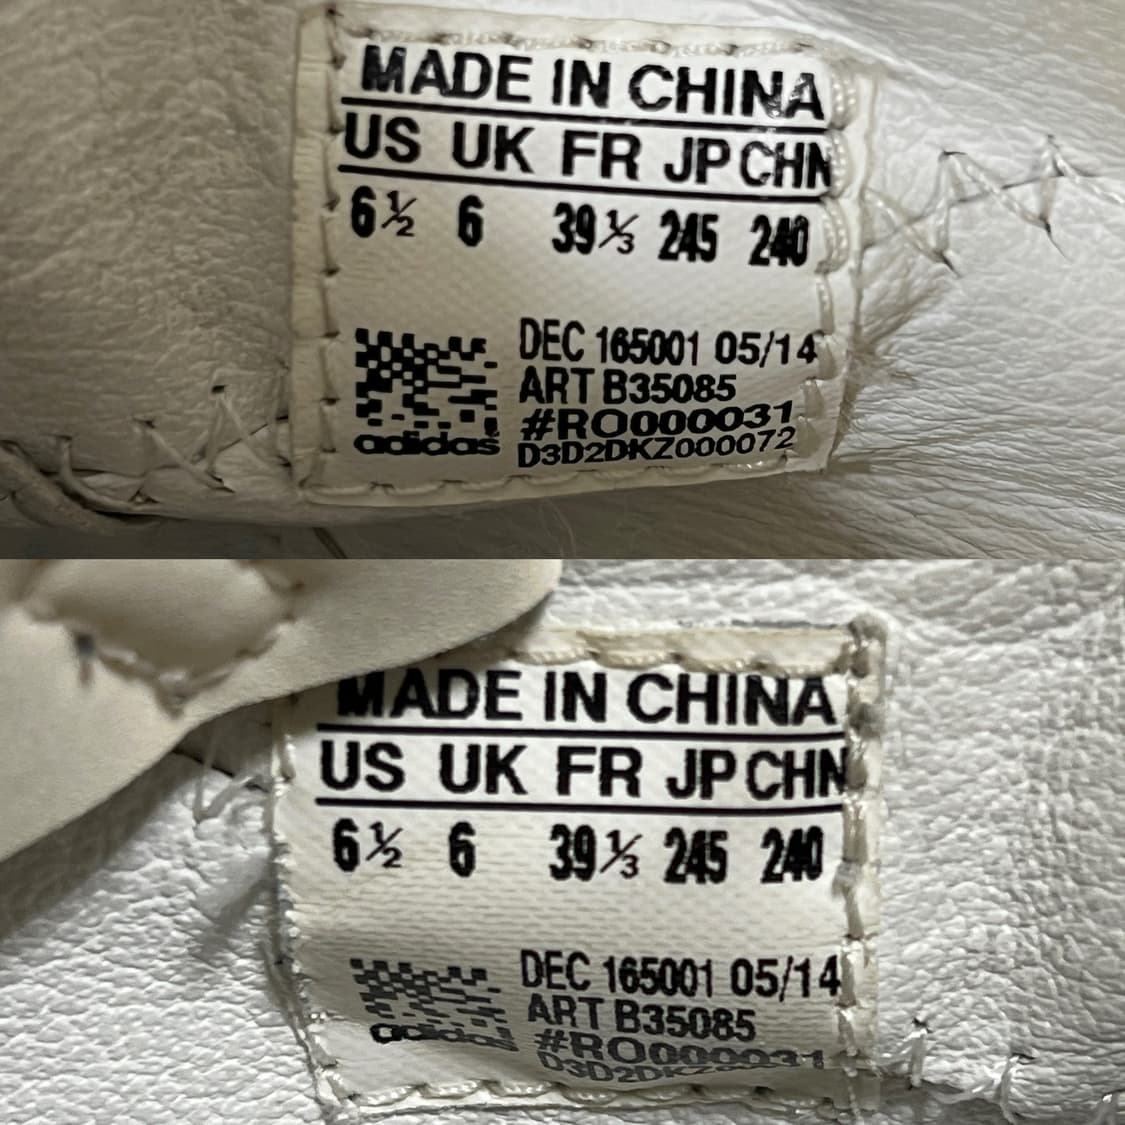 MADE IN CHINA
US UK FR JP CHN
6½ 6 39⅓ 245 240
DEC 165001 05/14
ART B35085
#RO000031
adidas
D3D2DKZ000072
MADE IN CHINA
US UK FR JP CHN
6½ 6 39⅓ 245 240
DEC 165001 05/14
ART B35085
adidas
#RO000031